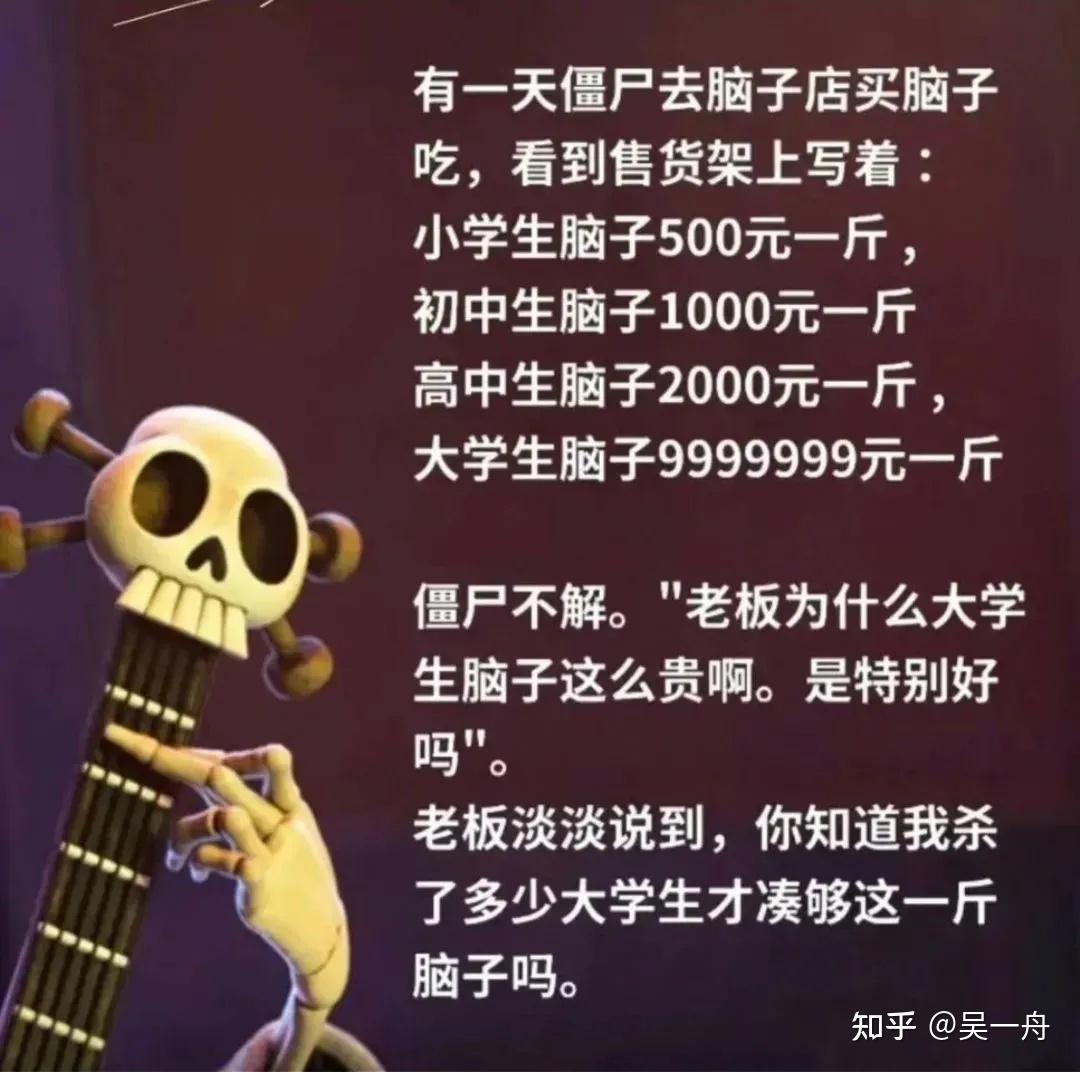 有一天僵尸去脑子店买脑子
吃，看到售货架上写着：
小学生脑子500元一斤，
初中生脑子1000元一斤
高中生脑子2000元一斤，
大学生脑子9999999元一斤
僵尸不解。"老板为什么大学
生脑子这么贵啊。是特别好
吗"。
老板淡淡说到，你知道我杀
了多少大学生才凑够这一斤
脑子吗。
知乎 @吴一舟